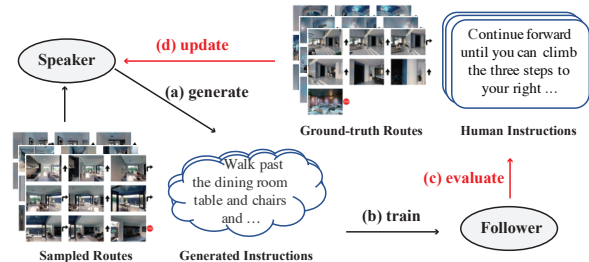 (d) update
Speaker
(a) generate
Continue forward
until you can climb
the three steps to
your right ...
Ground-truth Routes
Human Instructions
Walk past
the dining room
table and chairs
and ...
(c) evaluate
(b) train
Follower
Sampled Routes
Generated Instructions